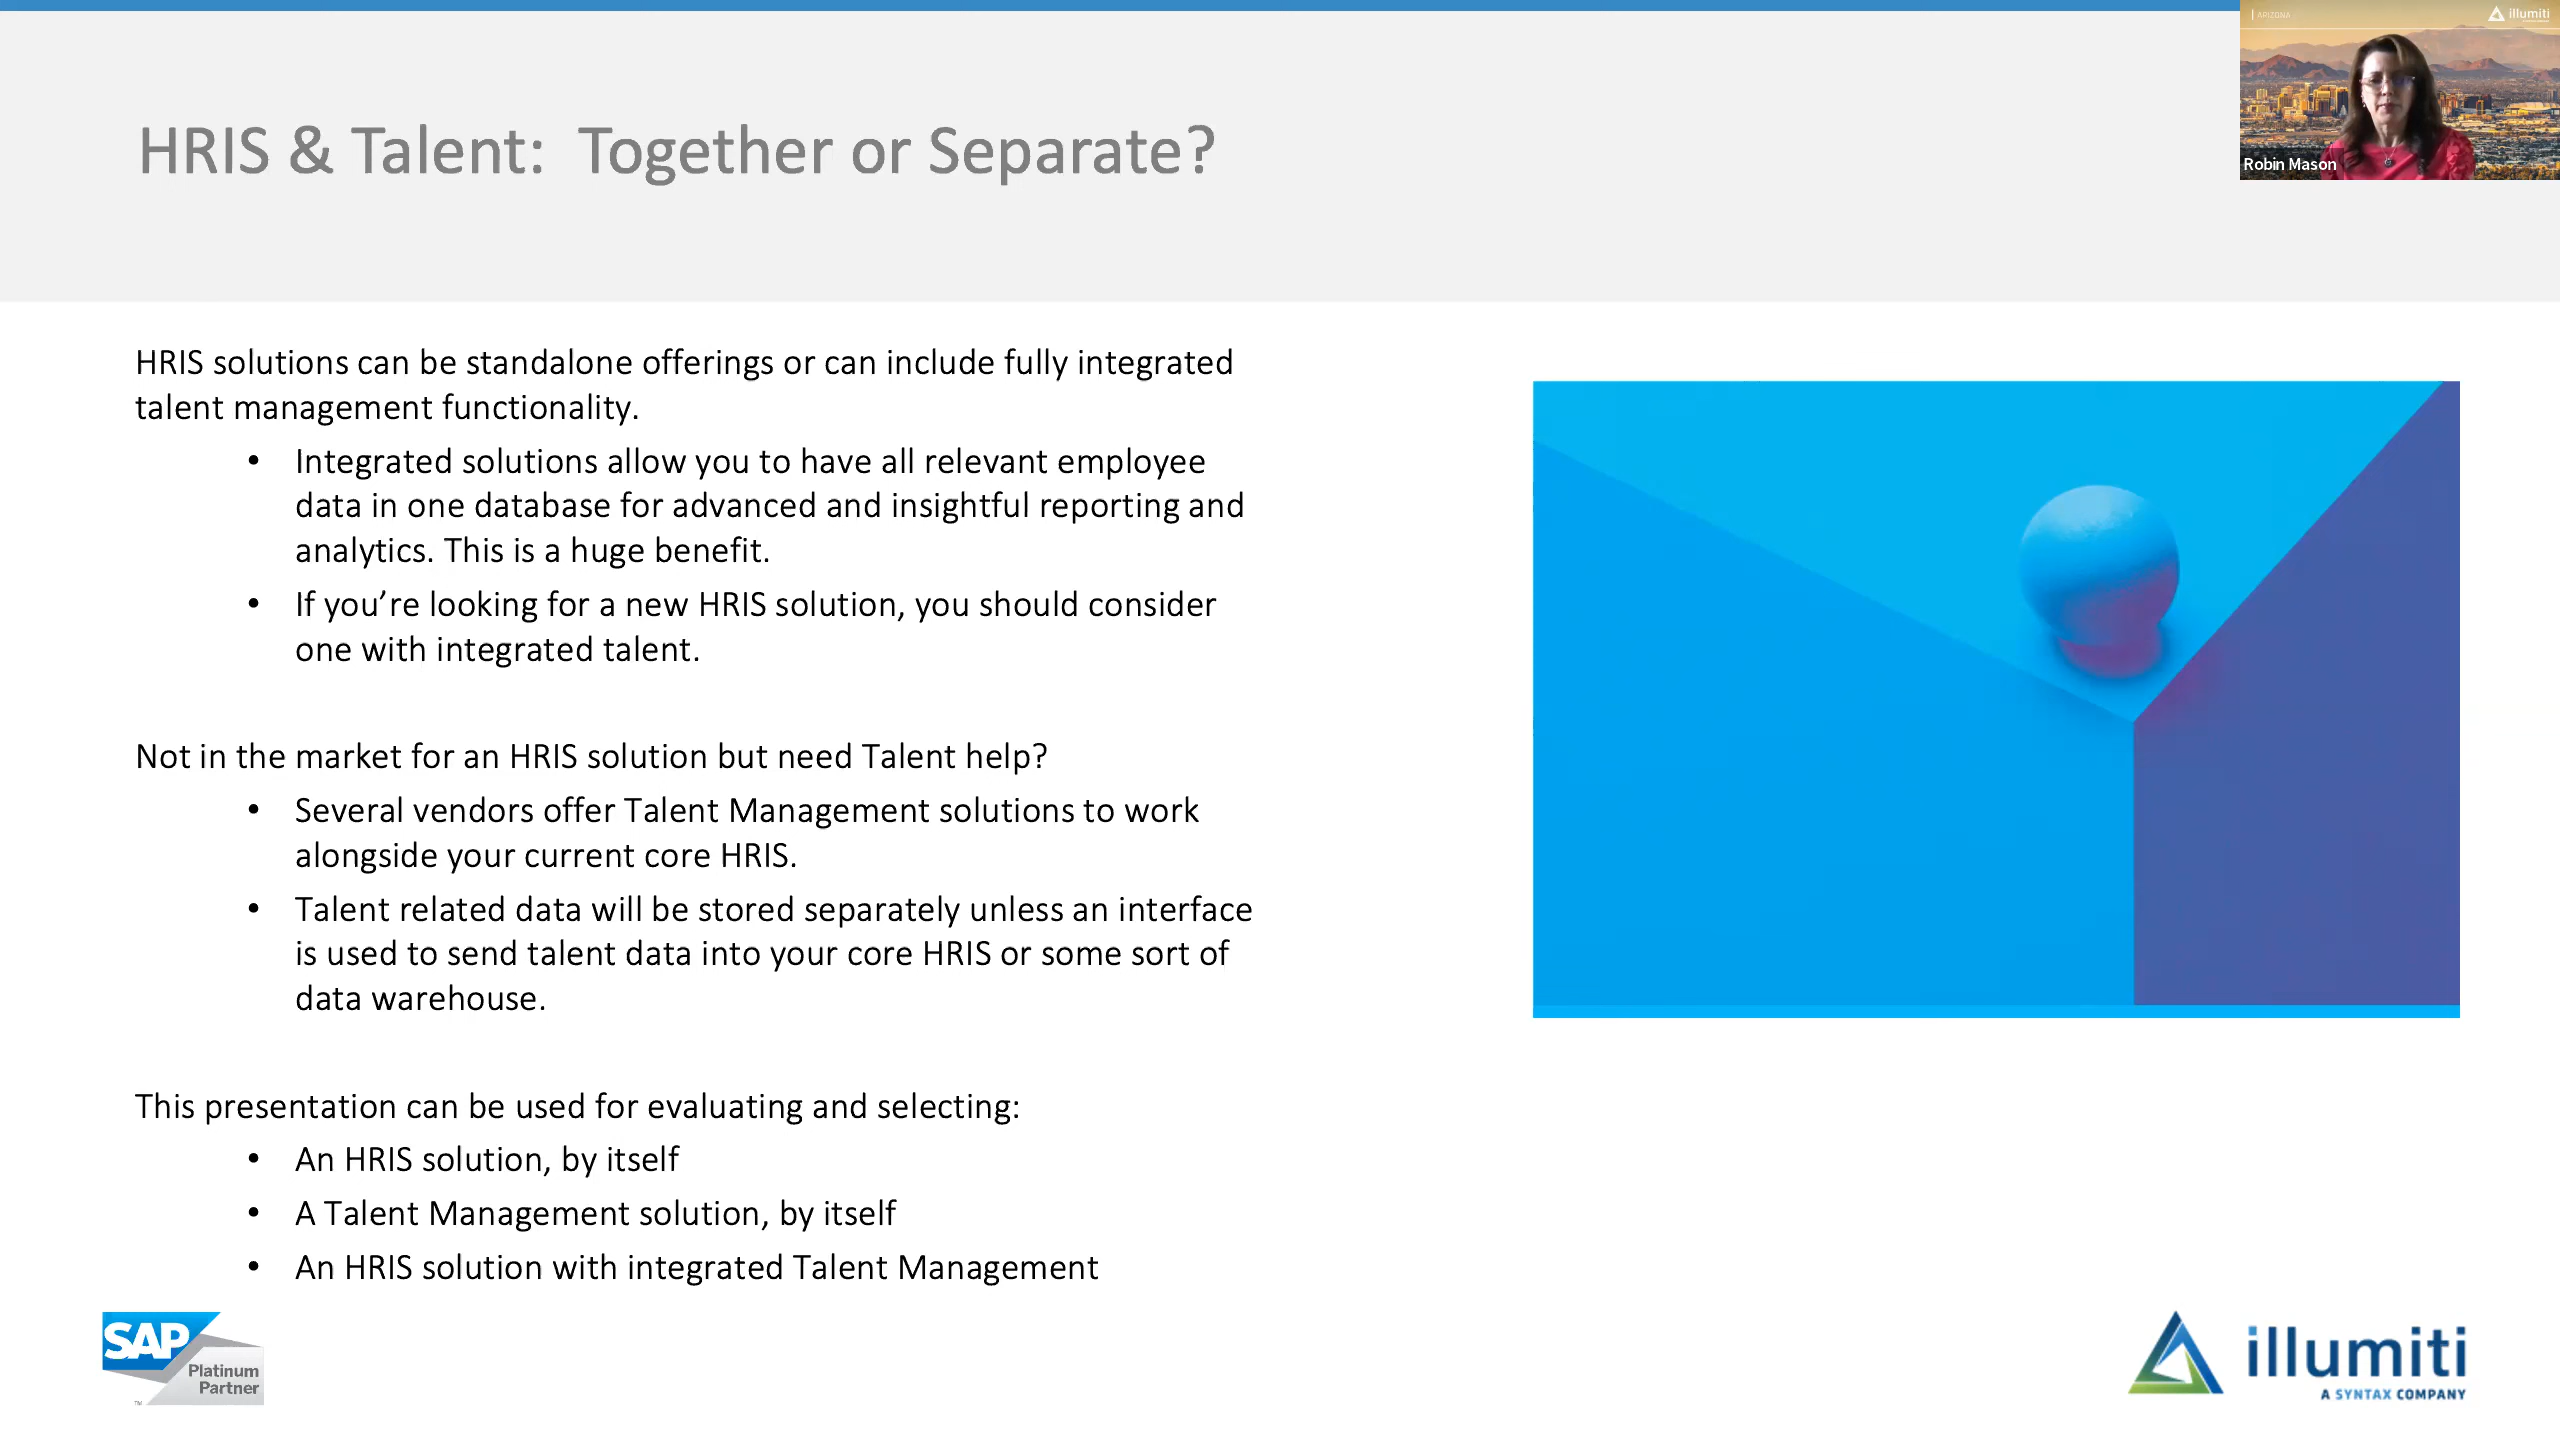 | ARIZONA
illumiti
Robin Mason
HRIS & Talent:  Together or Separate?
HRIS solutions can be standalone offerings or can include fully integrated
talent management functionality.
• Integrated solutions allow you to have all relevant employee
data in one database for advanced and insightful reporting and
analytics. This is a huge benefit.
• If you’re looking for a new HRIS solution, you should consider
one with integrated talent.
Not in the market for an HRIS solution but need Talent help?
• Several vendors offer Talent Management solutions to work
alongside your current core HRIS.
• Talent related data will be stored separately unless an interface
is used to send talent data into your core HRIS or some sort of
data warehouse.
This presentation can be used for evaluating and selecting:
• An HRIS solution, by itself
• A Talent Management solution, by itself
• An HRIS solution with integrated Talent Management
SAP
Platinum
Partner
™
illumiti
A SYNTAX COMPANY